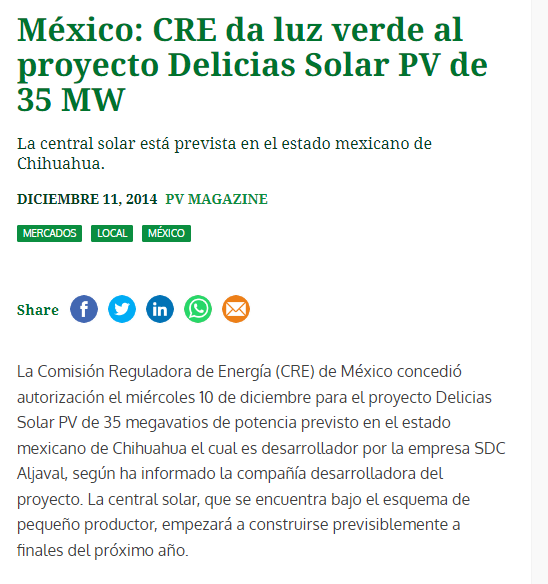 México: CRE da luz verde al
proyecto Delicias Solar PV de
35 MW
La central solar está prevista en el estado mexicano de
Chihuahua.
DICIEMBRE 11, 2014 PV MAGAZINE
MERCADOS LOCAL MÉXICO
Share
La Comisión Reguladora de Energía (CRE) de México concedió
autorización el miércoles 10 de diciembre para el proyecto Delicias
Solar PV de 35 megavatios de potencia previsto en el estado
mexicano de Chihuahua el cual es desarrollador por la empresa SDC
Aljaval, según ha informado la compañía desarrolladora del
proyecto. La central solar, que se encuentra bajo el esquema de
pequeño productor, empezará a construirse previsiblemente a
finales del próximo año.